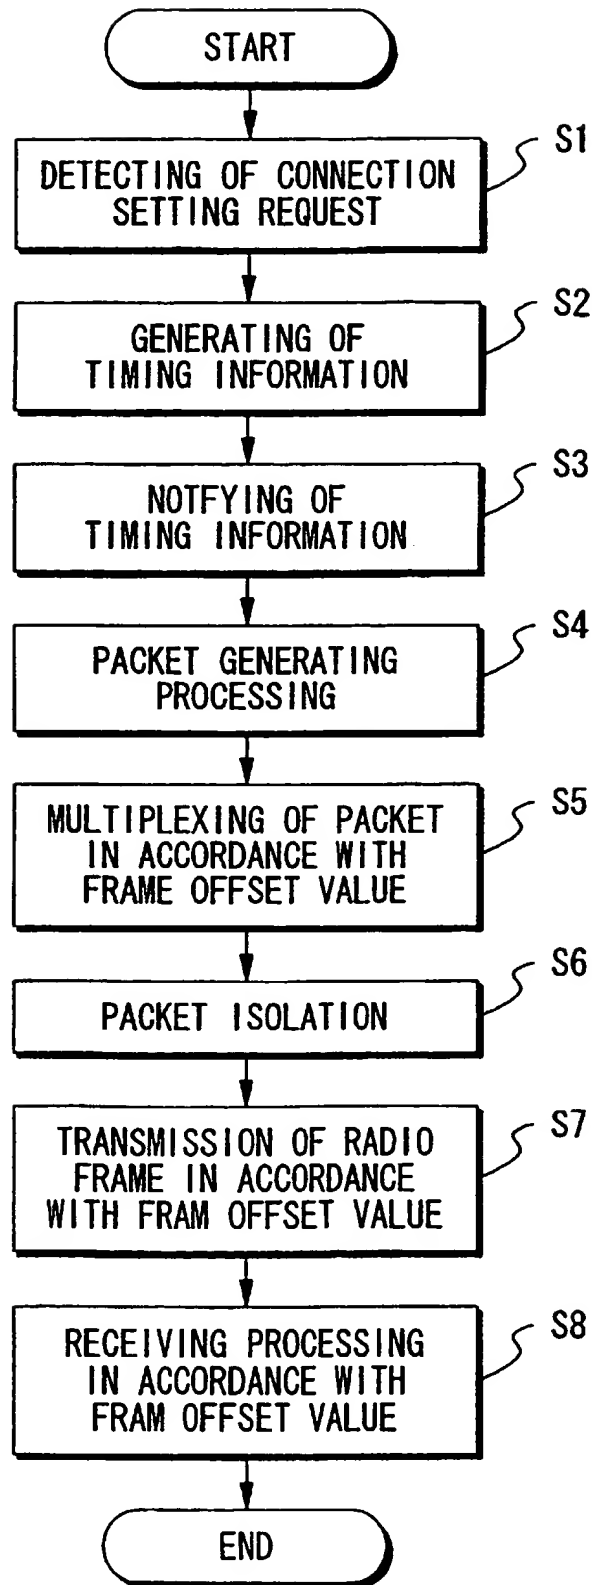 START
S1
DETECTING OF CONNECTION
SETTING REQUEST
S2
GENERATING OF
TIMING INFORMATION
S3
NOTFYING OF
TIMING INFORMATION
S4
PACKET GENERATING
PROCESSING
S5
MULTIPLEXING OF PACKET
IN ACCORDANCE WITH
FRAME OFFSET VALUE
S6
PACKET ISOLATION
S7
TRANSMISSION OF RADIO
FRAME IN ACCORDANCE
WITH FRAM OFFSET VALUE
S8
RECEIVING PROCESSING
IN ACCORDANCE WITH
FRAM OFFSET VALUE
END